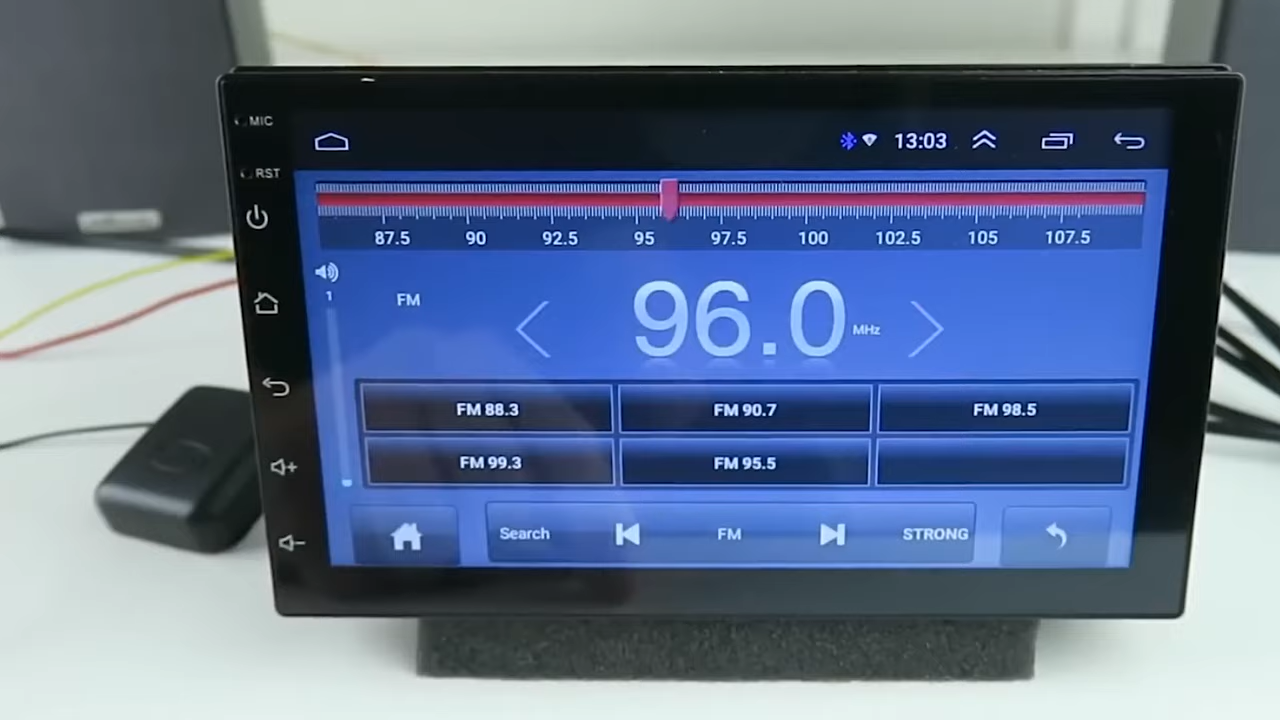 MIC
13:03
RST
87.5 90 92.5 95 97.5 100 102.5 105 107.5
1
FM
96.0 MHz
FM 88.3 FM 90.7 FM 98.5
FM 99.3 FM 95.5
Search FM STRONG